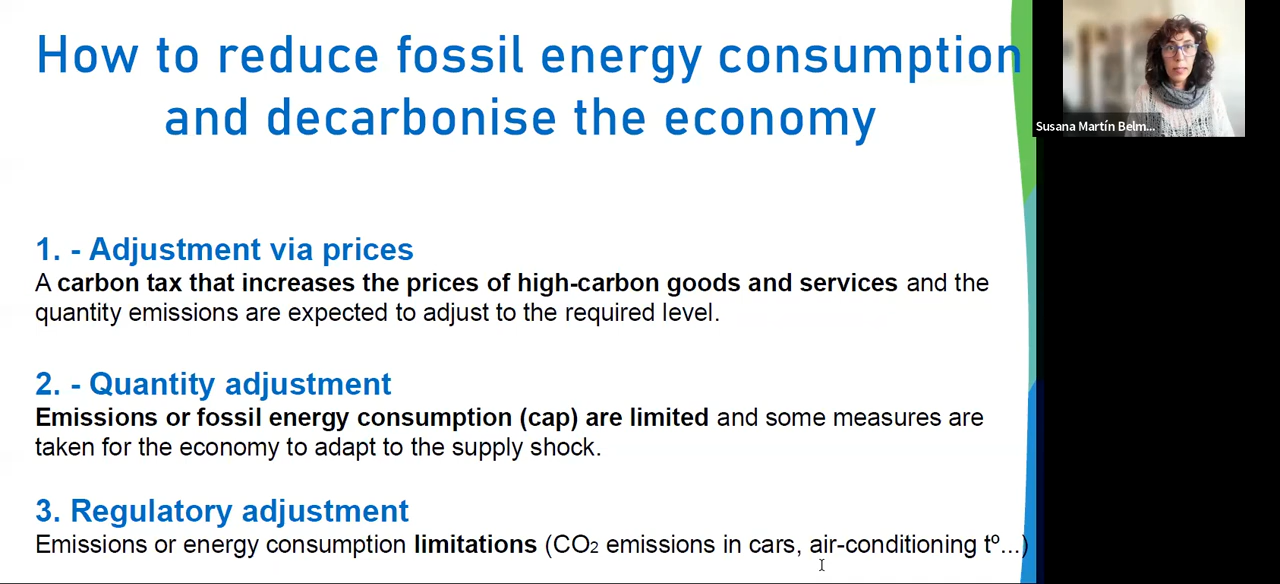 How to reduce fossil energy consumption
and decarbonise the economy
Susana Martín Belm...
1. - Adjustment via prices
A carbon tax that increases the prices of high-carbon goods and services and the
quantity emissions are expected to adjust to the required level.
2. - Quantity adjustment
Emissions or fossil energy consumption (cap) are limited and some measures are
taken for the economy to adapt to the supply shock.
3. Regulatory adjustment
Emissions or energy consumption limitations (CO₂ emissions in cars, air-conditioning tº...)